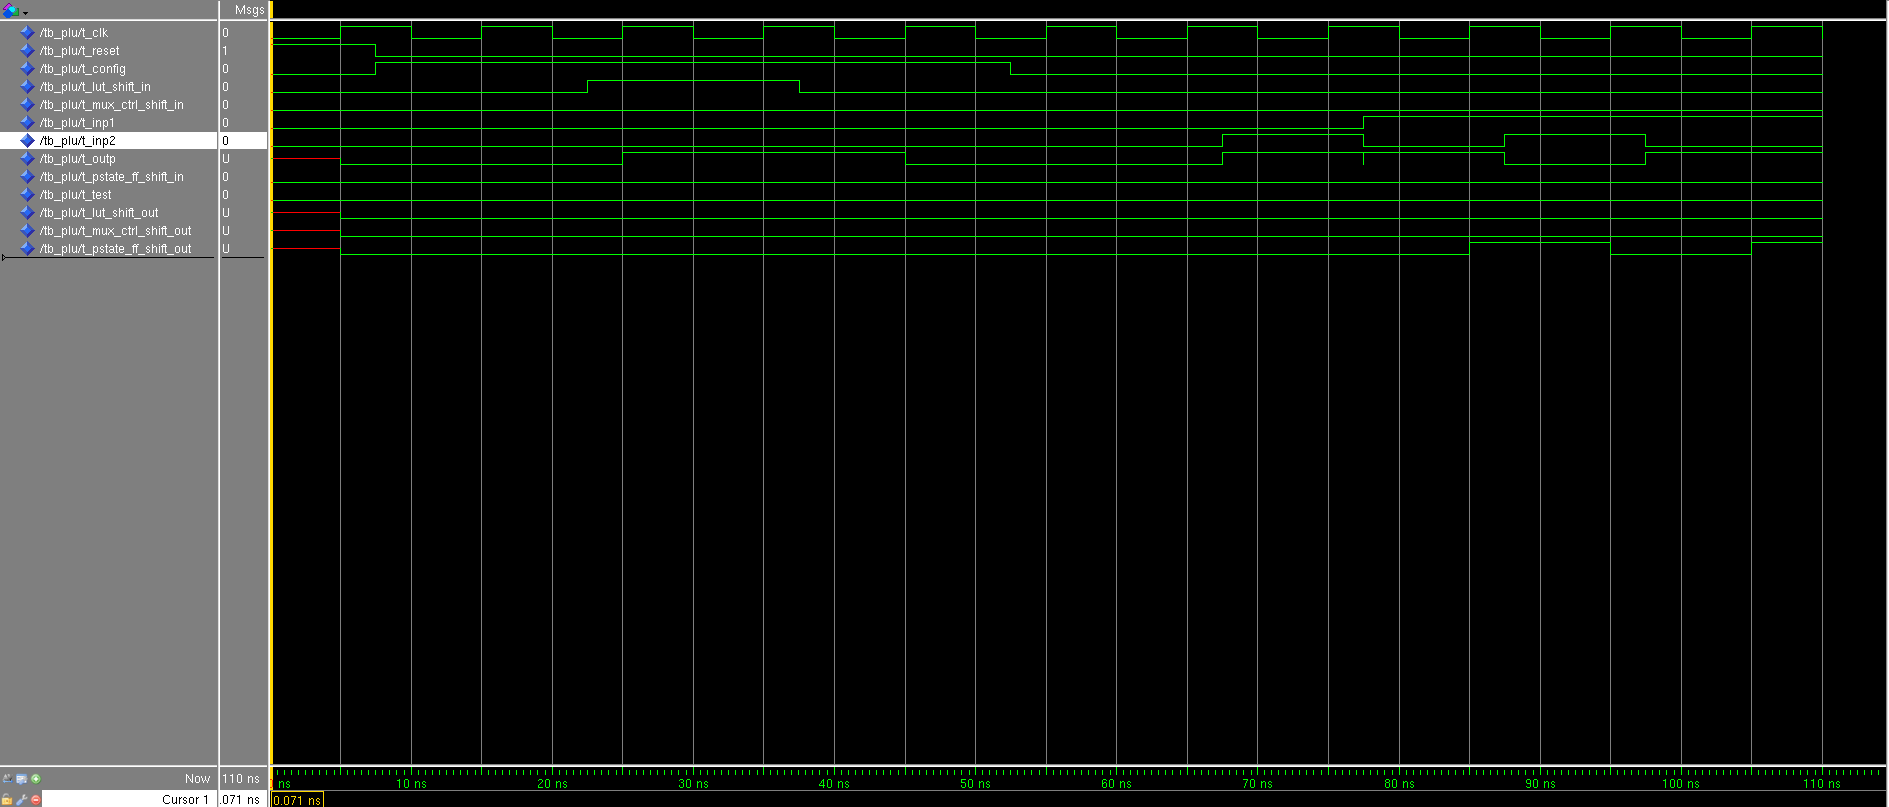 Msgs
/tb_plu/t_clk 0
/tb_plu/t_reset 1
/tb_plu/t_config 0
/tb_plu/t_lut_shift_in 0
/tb_plu/t_mux_ctrl_shift_in 0
/tb_plu/t_inp1 0
/tb_plu/t_inp2 0
/tb_plu/t_outp U
/tb_plu/t_pstate_ff_shift_in 0
/tb_plu/t_test 0
/tb_plu/t_lut_shift_out U
/tb_plu/t_mux_ctrl_shift_out U
/tb_plu/t_pstate_ff_shift_out U
Now 110 ns ns 10 ns 20 ns 30 ns 40 ns 50 ns 60 ns 70 ns 80 ns 90 ns 100 ns 110 ns
Cursor 1 .071 ns 0.071 ns